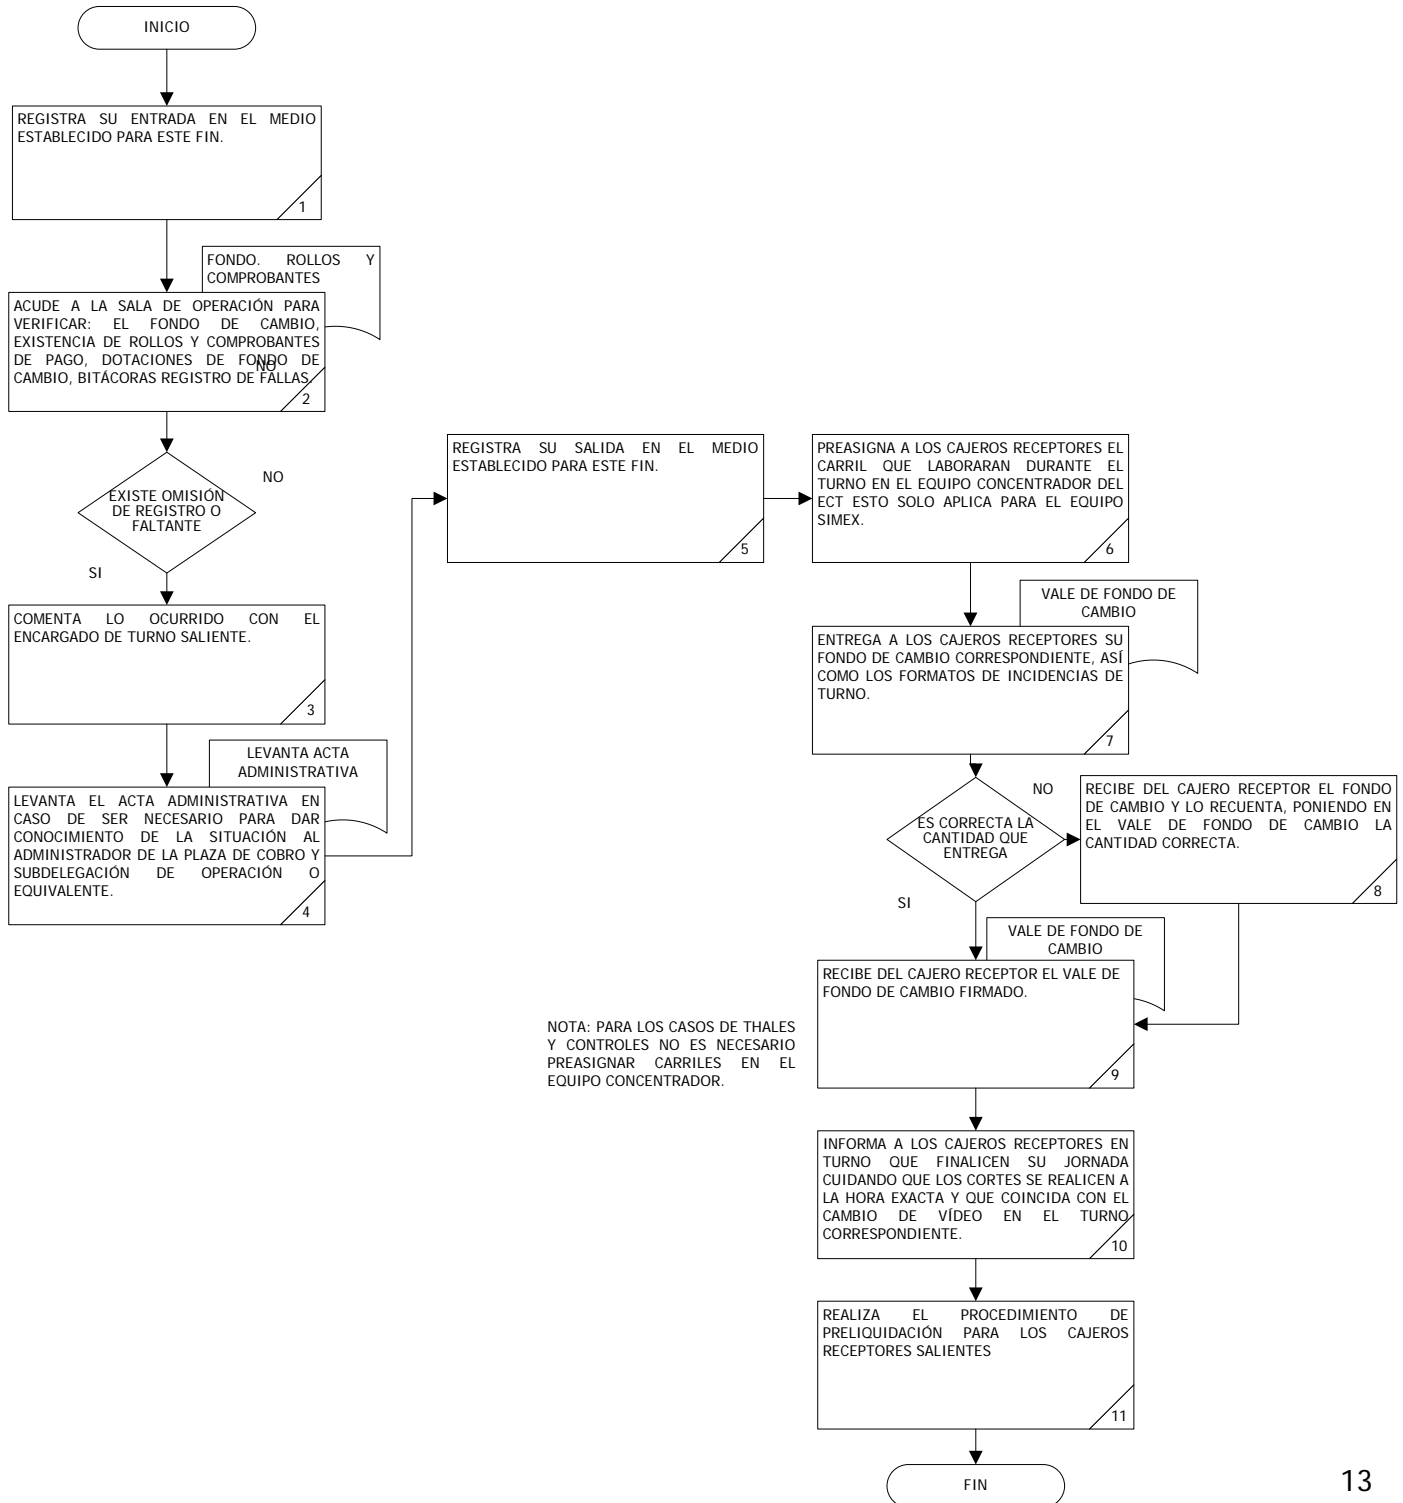 INICIO
REGISTRA SU ENTRADA EN EL MEDIO
ESTABLECIDO PARA ESTE FIN.
1
FONDO. ROLLOS Y
COMPROBANTES
ACUDE A LA SALA DE OPERACIÓN PARA
VERIFICAR: EL FONDO DE CAMBIO,
EXISTENCIA DE ROLLOS Y COMPROBANTES
DE PAGO, DOTACIONES DE FONDO DE
CAMBIO, BITÁCORAS REGISTRO DE FALLAS.
NO
2
EXISTE OMISIÓN
DE REGISTRO O
FALTANTE
NO
SI
COMENTA LO OCURRIDO CON EL
ENCARGADO DE TURNO SALIENTE.
3
LEVANTA ACTA
ADMINISTRATIVA
LEVANTA EL ACTA ADMINISTRATIVA EN
CASO DE SER NECESARIO PARA DAR
CONOCIMIENTO DE LA SITUACIÓN AL
ADMINISTRADOR DE LA PLAZA DE COBRO Y
SUBDELEGACIÓN DE OPERACIÓN O
EQUIVALENTE.
4
REGISTRA SU SALIDA EN EL MEDIO
ESTABLECIDO PARA ESTE FIN.
5
PREASIGNA A LOS CAJEROS RECEPTORES EL
CARRIL QUE LABORARAN DURANTE EL
TURNO EN EL EQUIPO CONCENTRADOR DEL
ECT ESTO SOLO APLICA PARA EL EQUIPO
SIMEX.
6
VALE DE FONDO DE
CAMBIO
ENTREGA A LOS CAJEROS RECEPTORES SU
FONDO DE CAMBIO CORRESPONDIENTE, ASÍ
COMO LOS FORMATOS DE INCIDENCIAS DE
TURNO.
7
ES CORRECTA LA
CANTIDAD QUE
ENTREGA
NO
SI
RECIBE DEL CAJERO RECEPTOR EL FONDO
DE CAMBIO Y LO RECUENTA, PONIENDO EN
EL VALE DE FONDO DE CAMBIO LA
CANTIDAD CORRECTA.
8
VALE DE FONDO DE
CAMBIO
RECIBE DEL CAJERO RECEPTOR EL VALE DE
FONDO DE CAMBIO FIRMADO.
9
NOTA: PARA LOS CASOS DE THALES
Y CONTROLES NO ES NECESARIO
PREASIGNAR CARRILES EN EL
EQUIPO CONCENTRADOR.
INFORMA A LOS CAJEROS RECEPTORES EN
TURNO QUE FINALICEN SU JORNADA
CUIDANDO QUE LOS CORTES SE REALICEN A
LA HORA EXACTA Y QUE COINCIDA CON EL
CAMBIO DE VÍDEO EN EL TURNO
CORRESPONDIENTE.
10
REALIZA EL PROCEDIMIENTO DE
PRELIQUIDACIÓN PARA LOS CAJEROS
RECEPTORES SALIENTES
11
FIN
13